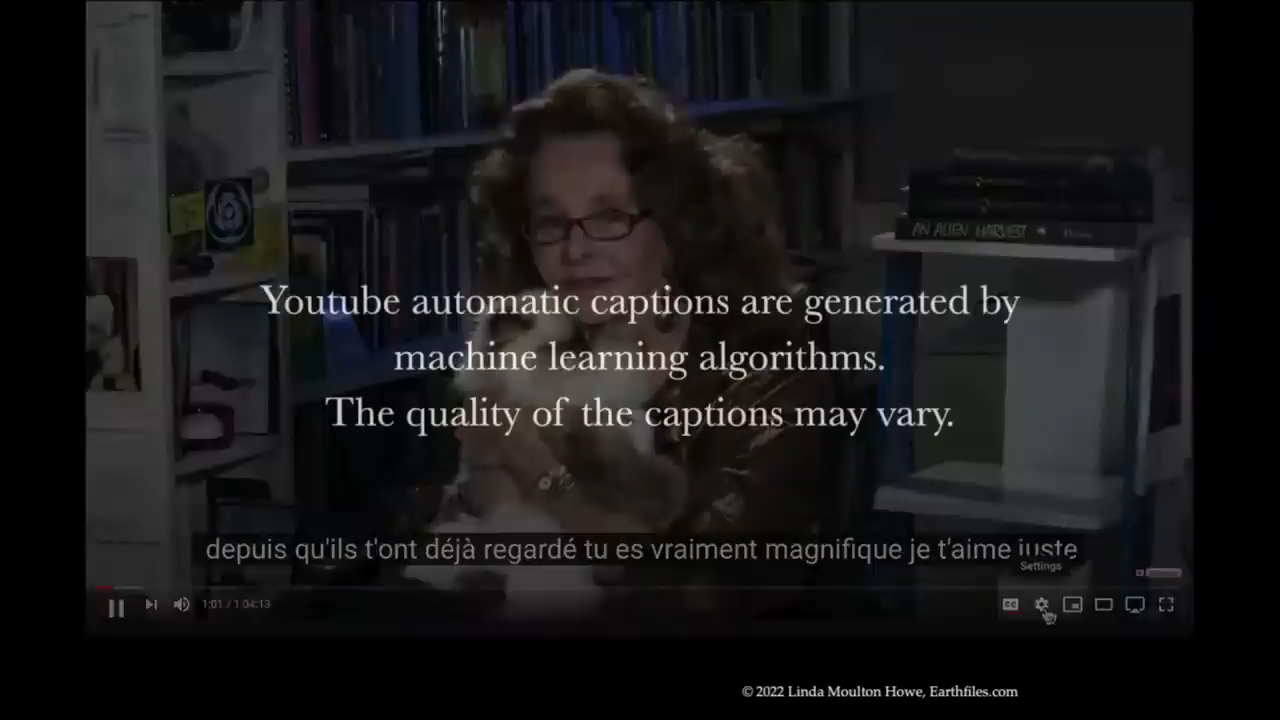 AN ALIEN HARVEST
Youtube automatic captions are generated by
machine learning algorithms.
The quality of the captions may vary.
depuis qu'ils t'ont déjà regardé tu es vraiment magnifique je t'aime juste
Settings
1:01 / 1:04:13
CC
© 2022 Linda Moulton Howe, Earthfiles.com